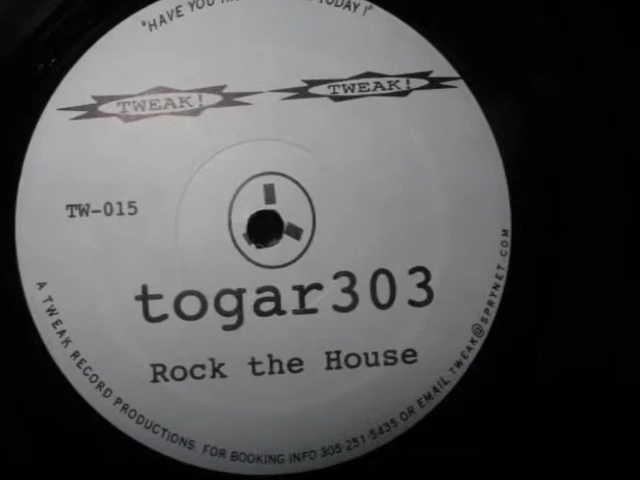 "HAVE YOU TODAY!"
TWEAK! TWEAK!
TW-015
togar303
Rock the House
A TWEAK RECORD PRODUCTIONS. FOR BOOKING INFO 305-251-5435 OR EMAIL TWEAK@SPRYNET.COM